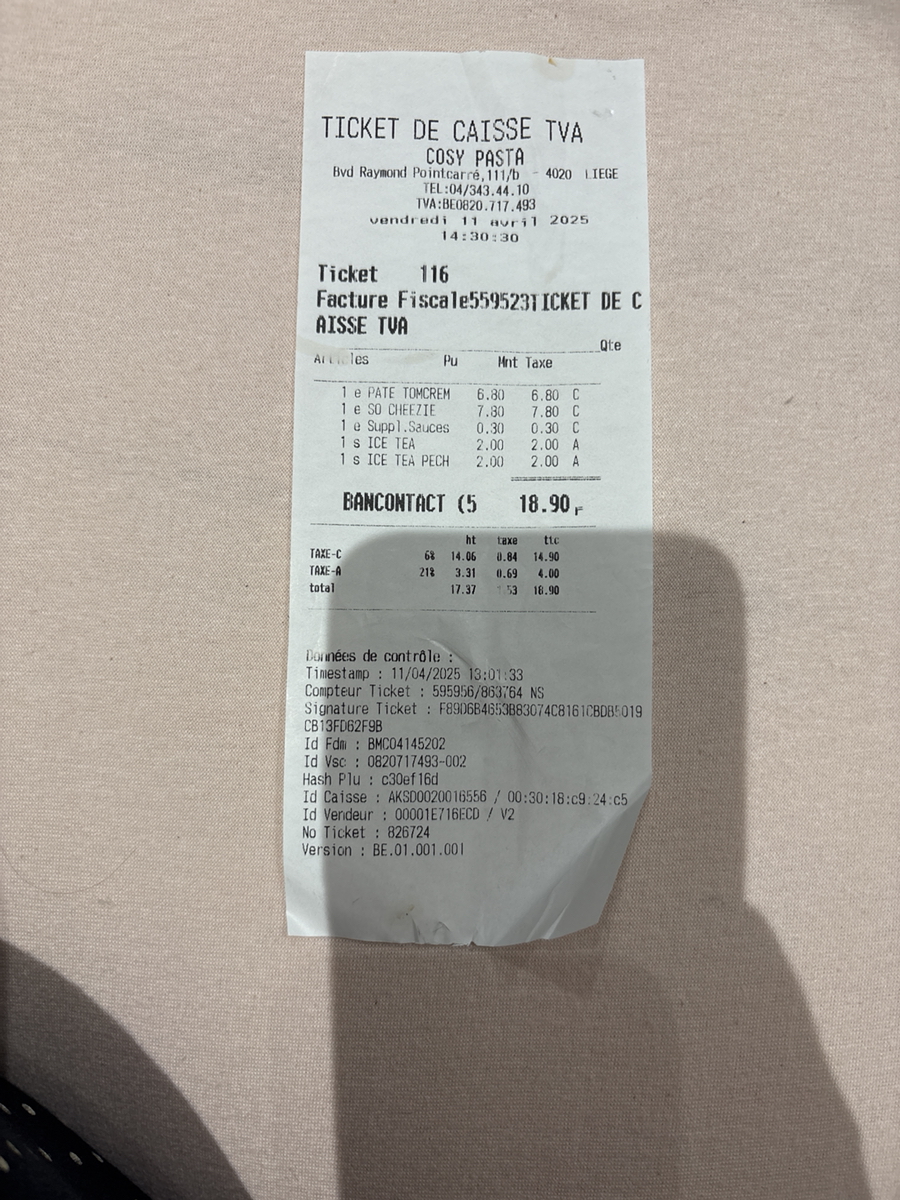 TICKET DE CAISSE TVA
COSY PASTA
Bvd Raymond Pointcarré,111/b - 4020 LIEGE
TEL:04/343.44.10
TVA:BE0820.717.493
vendredi 11 avril 2025
14:30:30
Ticket 116
Facture Fiscale559523TICKET DE C
AISSE TVA
Qte
Articles Pu Mnt Taxe
1 e PATE TOMCREM 6.80 6.80 C
1 e SO CHEEZIE 7.80 7.80 C
1 e Suppl.Sauces 0.30 0.30 C
1 s ICE TEA 2.00 2.00 A
1 s ICE TEA PECH 2.00 2.00 A
BANCONTACT (5 18.90
ht taxe ttc
TAXE-C 6% 14.06 0.84 14.90
TAXE-A 21% 3.31 0.69 4.00
total 17.37 1.53 18.90
Données de contrôle :
Timestamp : 11/04/2025 13:01:33
Compteur Ticket : 595956/863764 NS
Signature Ticket :
CB13FD62F9B
Id Fdm : BMC04145202
Id Vsc : 0820717493-002
Hash Plu : c30ef16d
Id Caisse : AKSD0020016556 / 00:30:18:c9:24:c5
Id Vendeur : 00001E716ECD / V2
No Ticket : 826724
Version : BE.01.001.001